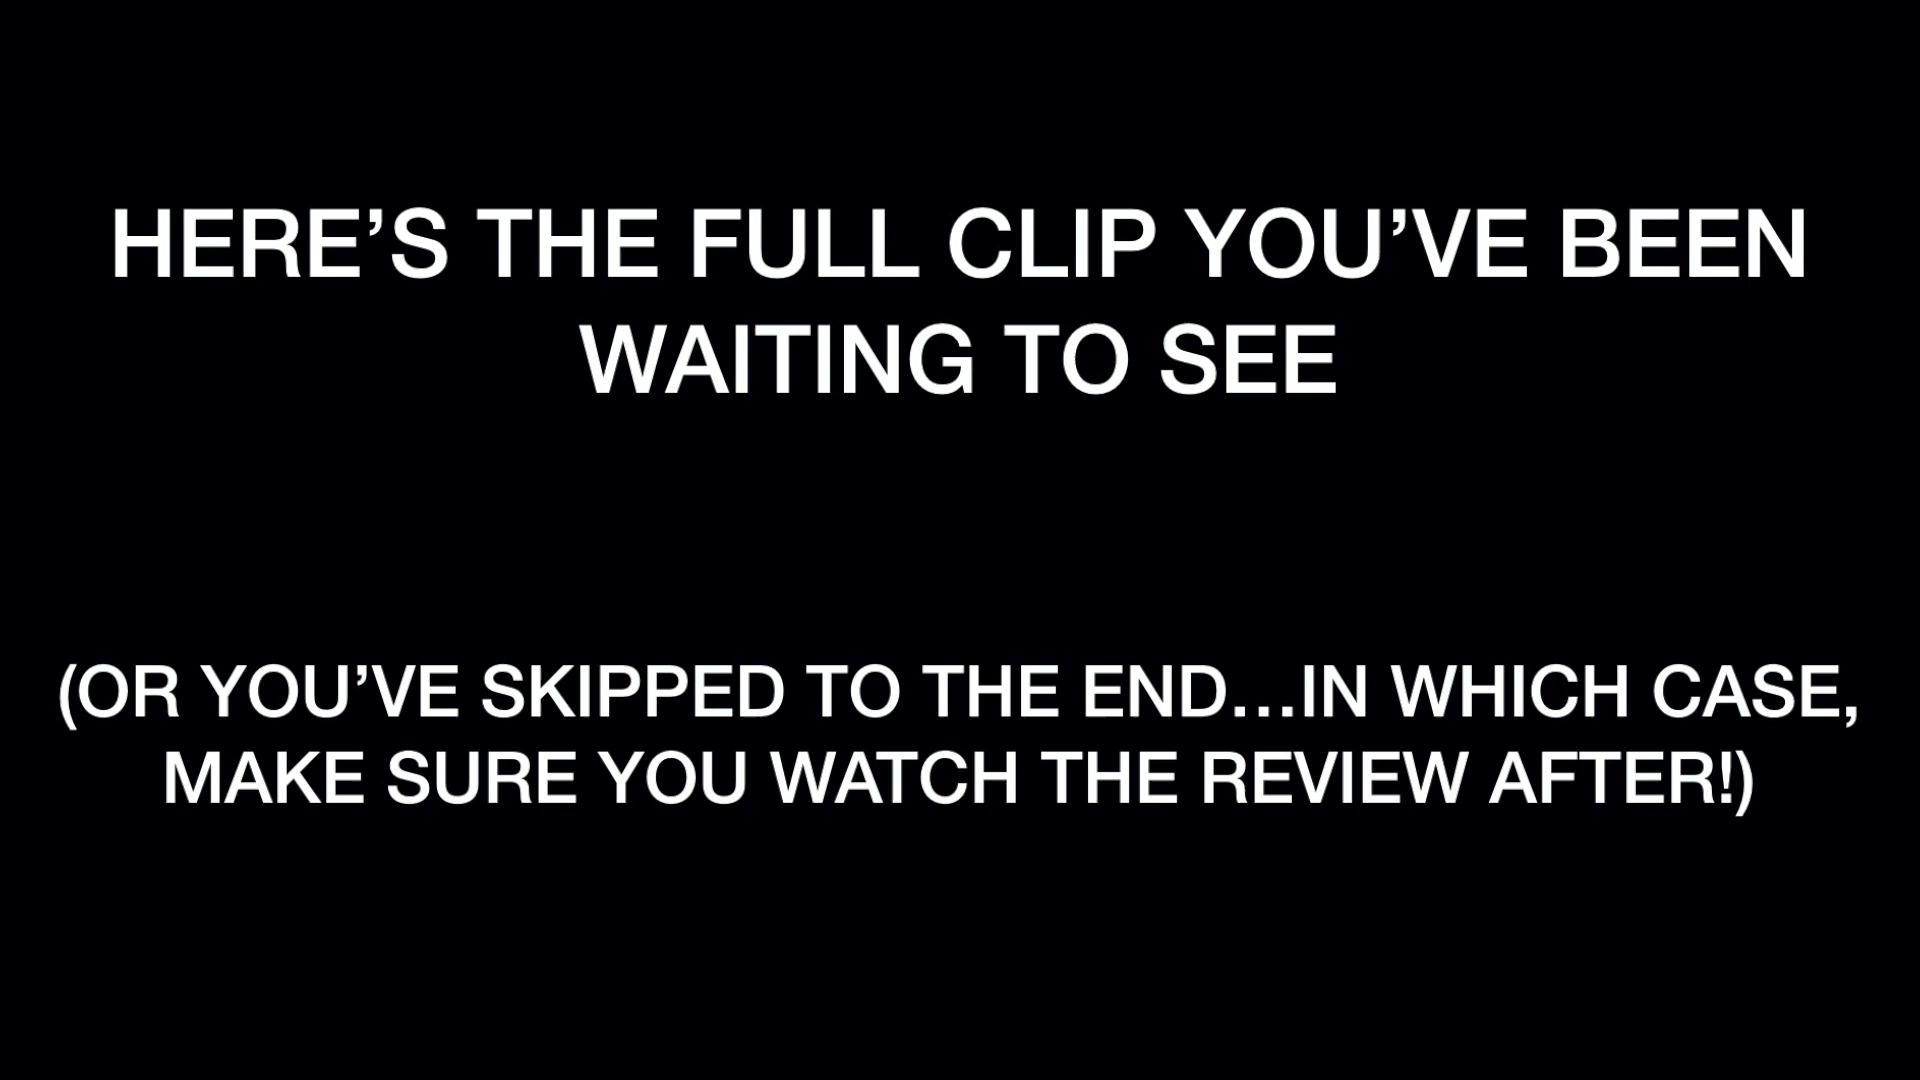 HERE’S THE FULL CLIP YOU’VE BEEN
WAITING TO SEE
(OR YOU’VE SKIPPED TO THE END...IN WHICH CASE,
MAKE SURE YOU WATCH THE REVIEW AFTER!)